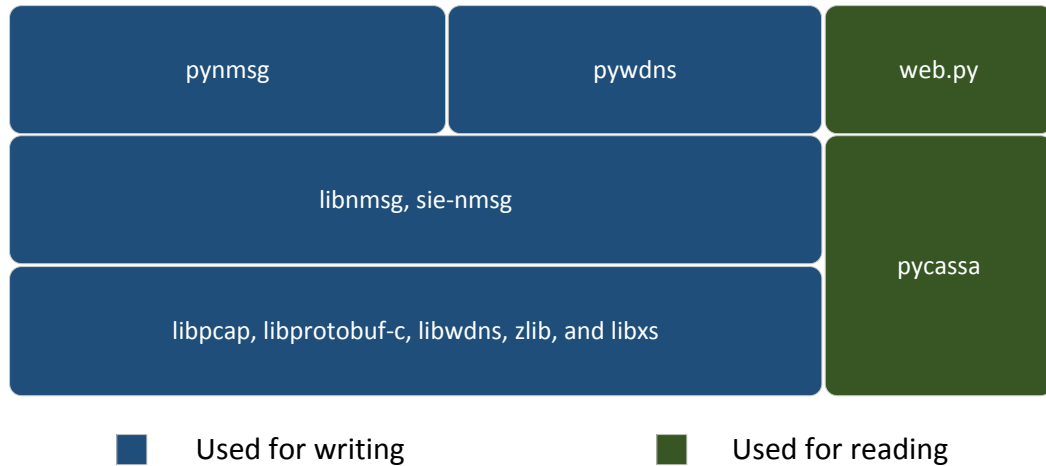 pynmsg
pywdns
web.py
libnmsg, sie-nmsg
pycassa
libpcap, libprotobuf-c, libwdns, zlib, and libxs
Used for writing
Used for reading